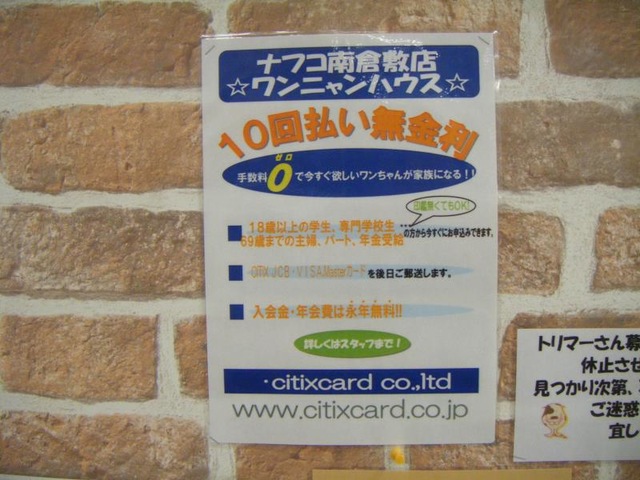 ナフコ南倉敷店
☆ワンニャンハウス☆
10回払い無金利
手数料0ゼロで今すぐ欲しいワンちゃんが家族になる!!
印鑑無くてもOK!
■ 18歳以上の学生、専門学校生 …の方から今すぐにお申込みできます。
69歳までの主婦、パート、年金受給
■ CITIX JCB・VISAMasterカードを後日ご郵送します。
■ 入会金・年会費は永年無料!!
詳しくはスタッフまで!
・citixcard co.,ltd
www.citixcard.co.jp
トリマーさん募
休止させ
見つかり次第、
ご迷惑
宜し